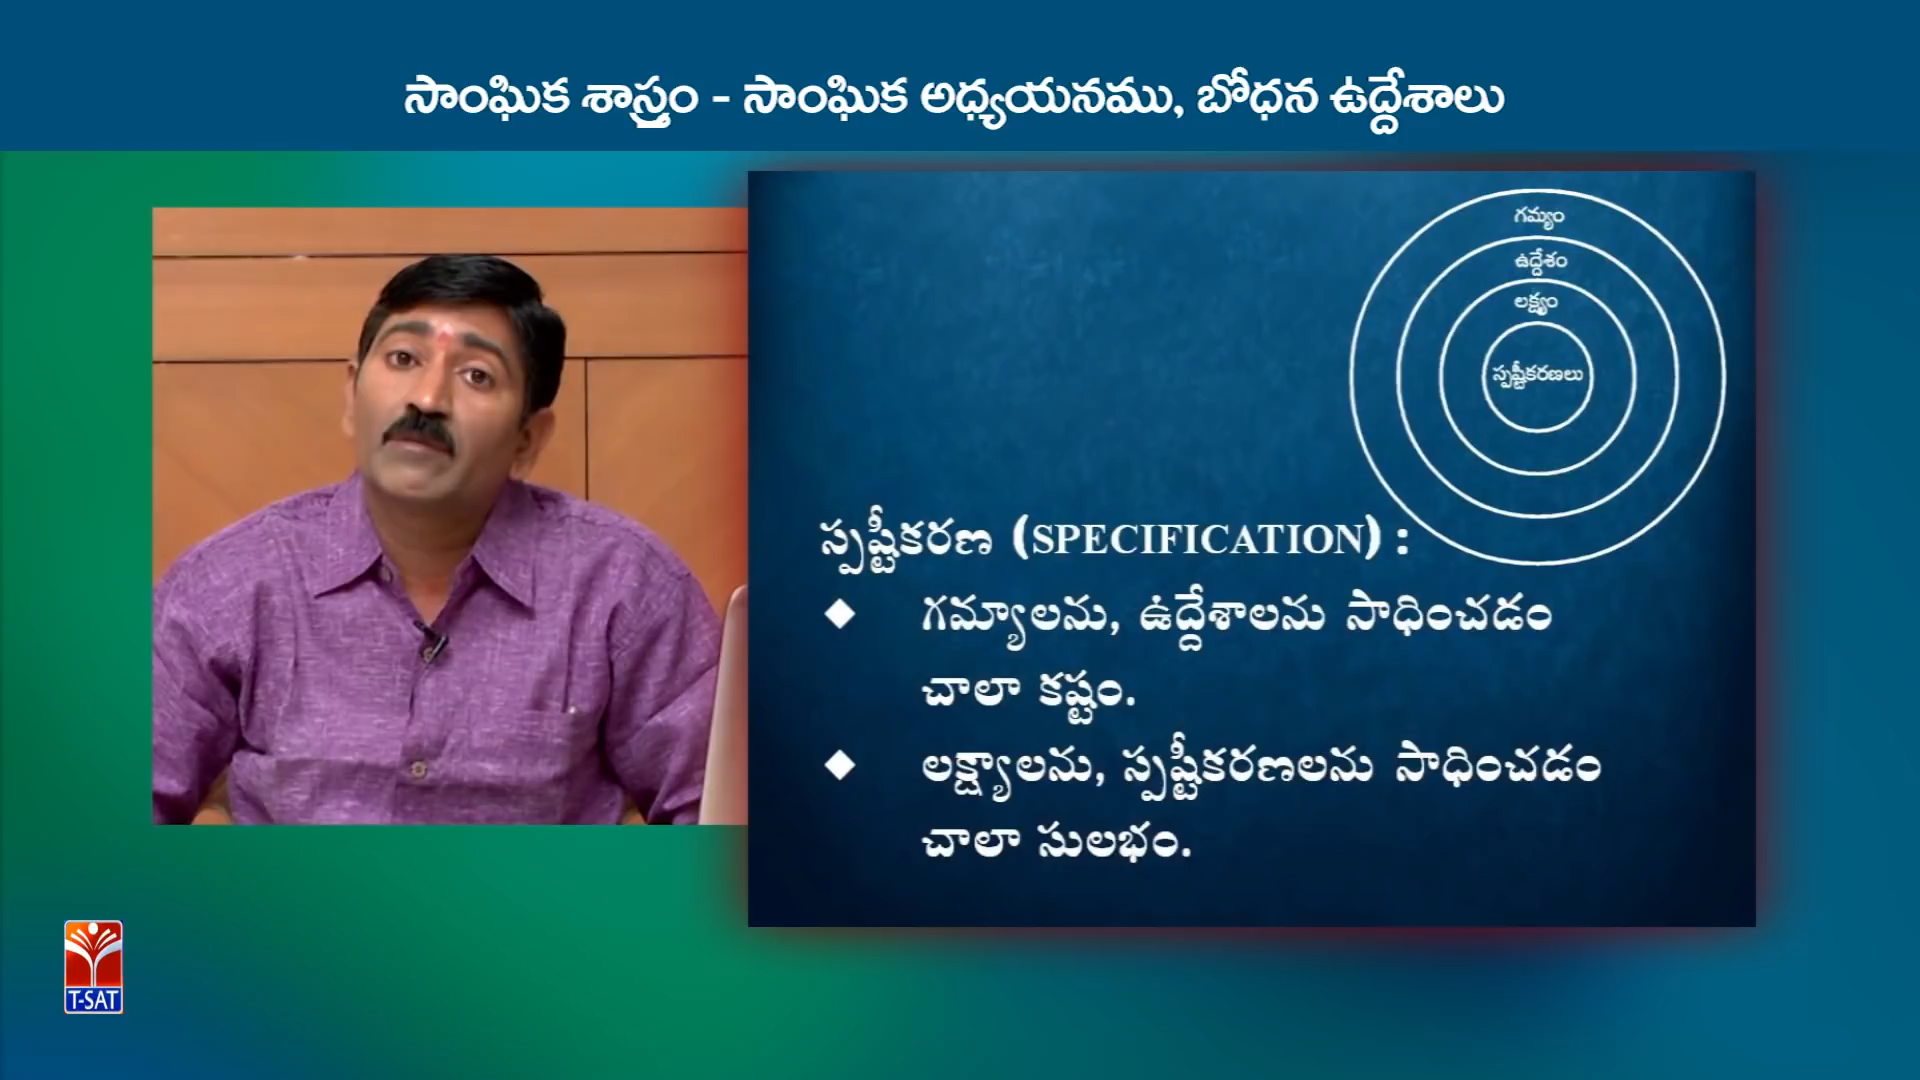 సాంఘిక శాస్త్రం - సాంఘిక అధ్యయనము, బోధన ఉద్దేశాలు
గమ్యం
ఉద్దేశం
లక్ష్యం
స్పష్టీకరణలు
స్పష్టీకరణ (SPECIFICATION) :
గమ్యాలను, ఉద్దేశాలను సాధించడం
చాలా కష్టం.
లక్ష్యాలను, స్పష్టీకరణలను సాధించడం
చాలా సులభం.
T-SAT